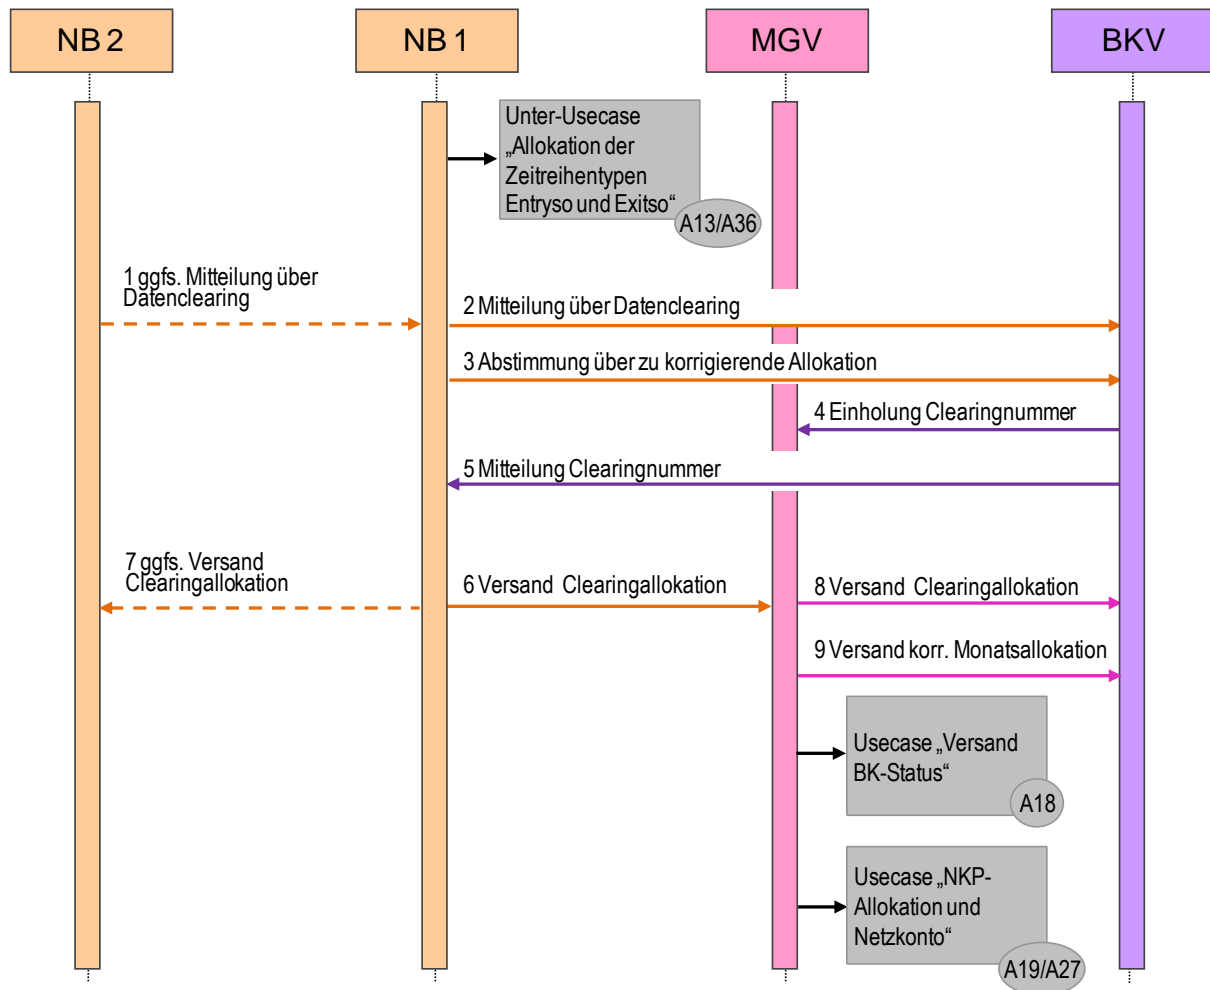 NB 2
NB 1
MGV
BKV
Unter-Usecase
„Allokation der
Zeitreihentypen
Entryso und Exitso“
A13/A36
1 ggfs. Mitteilung über
Datenclearing
2 Mitteilung über Datenclearing
3 Abstimmung über zu korrigierende Allokation
4 Einholung Clearingnummer
5 Mitteilung Clearingnummer
7 ggfs. Versand
Clearingallokation
6 Versand Clearingallokation
8 Versand Clearingallokation
9 Versand korr. Monatsallokation
Usecase „Versand
BK-Status“
A18
Usecase „NKP-
Allokation und
Netzkonto“
A19/A27